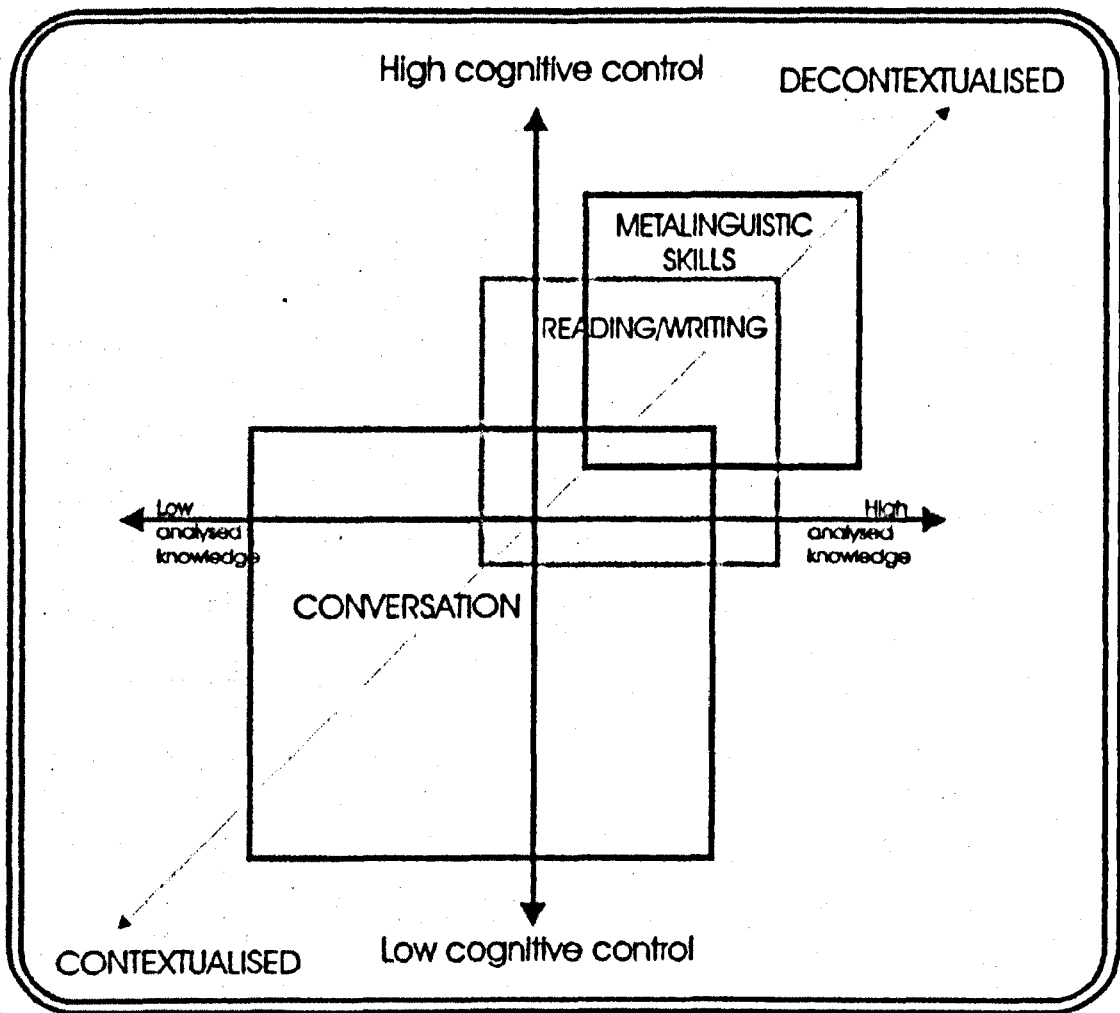 High cognitive control
DECONTEXTUALISED
METALINGUISTIC
SKILLS
READING/WRITING
Low
analysed
knowledge
High
analysed
knowledge
CONVERSATION
Low cognitive control
CONTEXTUALISED